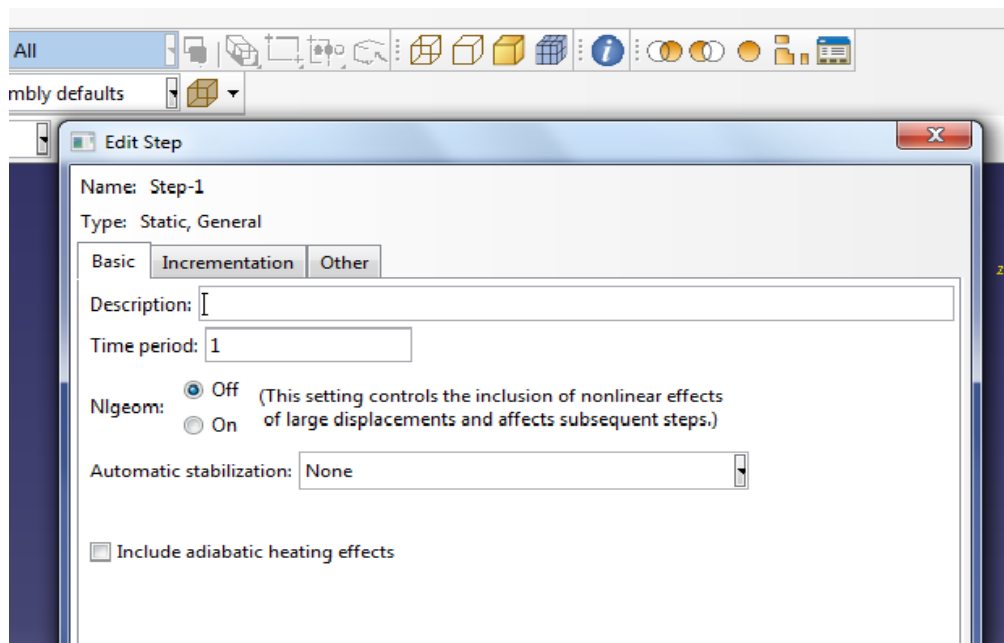 All
mbly defaults
Edit Step
Name: Step-1
Type: Static, General
Basic Incrementation Other
Description:
Time period: 1
Nlgeom: Off (This setting controls the inclusion of nonlinear effects
On of large displacements and affects subsequent steps.)
Automatic stabilization: None
Include adiabatic heating effects
z